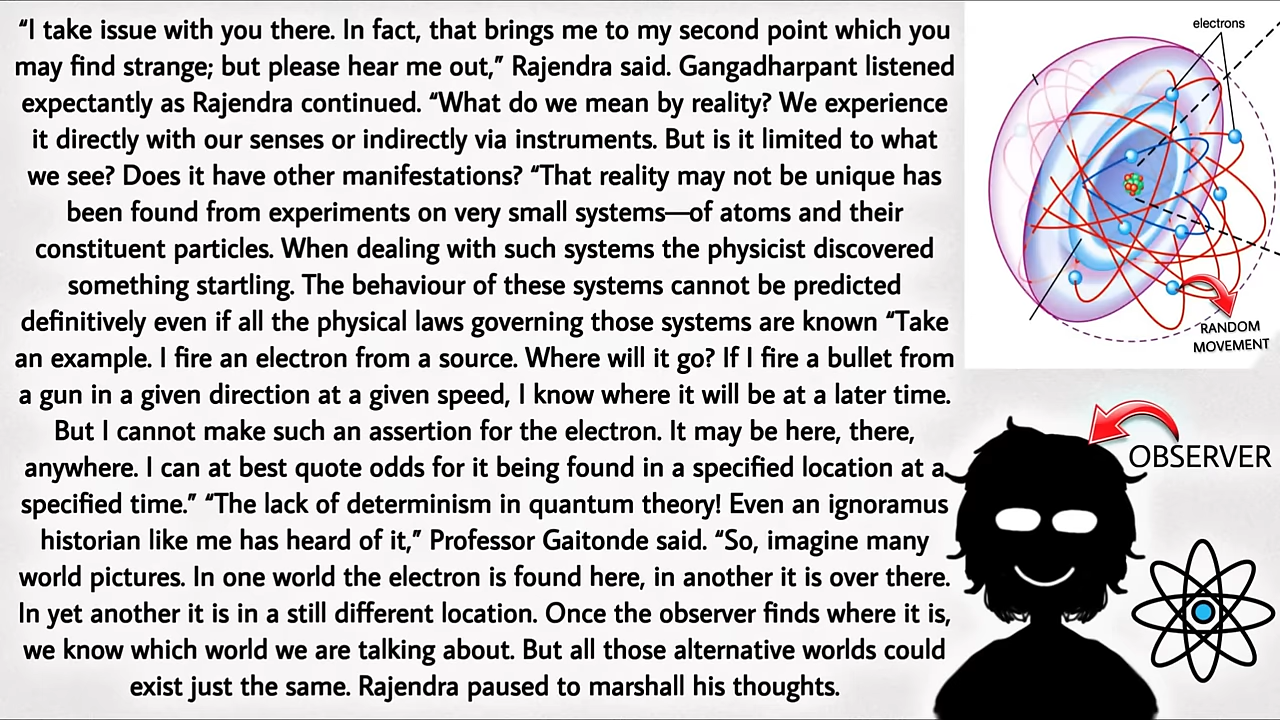 “I take issue with you there. In fact, that brings me to my second point which you
may find strange; but please hear me out,” Rajendra said. Gangadharpant listened
expectantly as Rajendra continued. “What do we mean by reality? We experience
it directly with our senses or indirectly via instruments. But is it limited to what
we see? Does it have other manifestations? “That reality may not be unique has
been found from experiments on very small systems—of atoms and their
constituent particles. When dealing with such systems the physicist discovered
something startling. The behaviour of these systems cannot be predicted
definitively even if all the physical laws governing those systems are known “Take
an example. I fire an electron from a source. Where will it go? If I fire a bullet from
a gun in a given direction at a given speed, I know where it will be at a later time.
But I cannot make such an assertion for the electron. It may be here, there,
anywhere. I can at best quote odds for it being found in a specified location at a
specified time.” “The lack of determinism in quantum theory! Even an ignoramus
historian like me has heard of it,” Professor Gaitonde said. “So, imagine many
world pictures. In one world the electron is found here, in another it is over there.
In yet another it is in a still different location. Once the observer finds where it is,
we know which world we are talking about. But all those alternative worlds could
exist just the same. Rajendra paused to marshall his thoughts.
electrons
RANDOM
MOVEMENT
OBSERVER